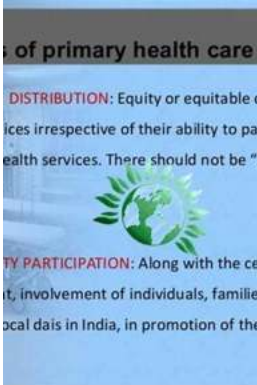 of primary health care
DISTRIBUTION: Equity or equitable
ices irrespective of their ability to pa
ealth services. There should not be "
TY PARTICIPATION: Along with the ce
t, involvement of individuals, familie
ocal dais in India, in promotion of the